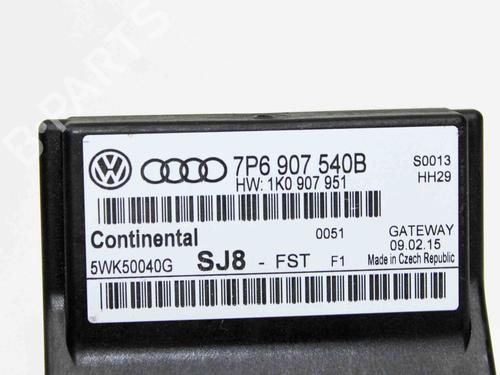 B-PARTS
7P6 907 540B
HW: 1K0 907 951
S0013
HH29
Continental
0051
GATEWAY
5WK50040G
SJ8 - FST F1
09.02.15
Made in Czech Republic